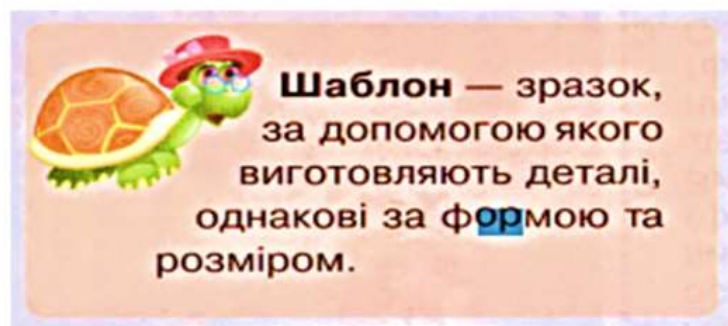 Шаблон — зразок,
за допомогою якого
виготовляють деталі,
однакові за формою та
розміром.